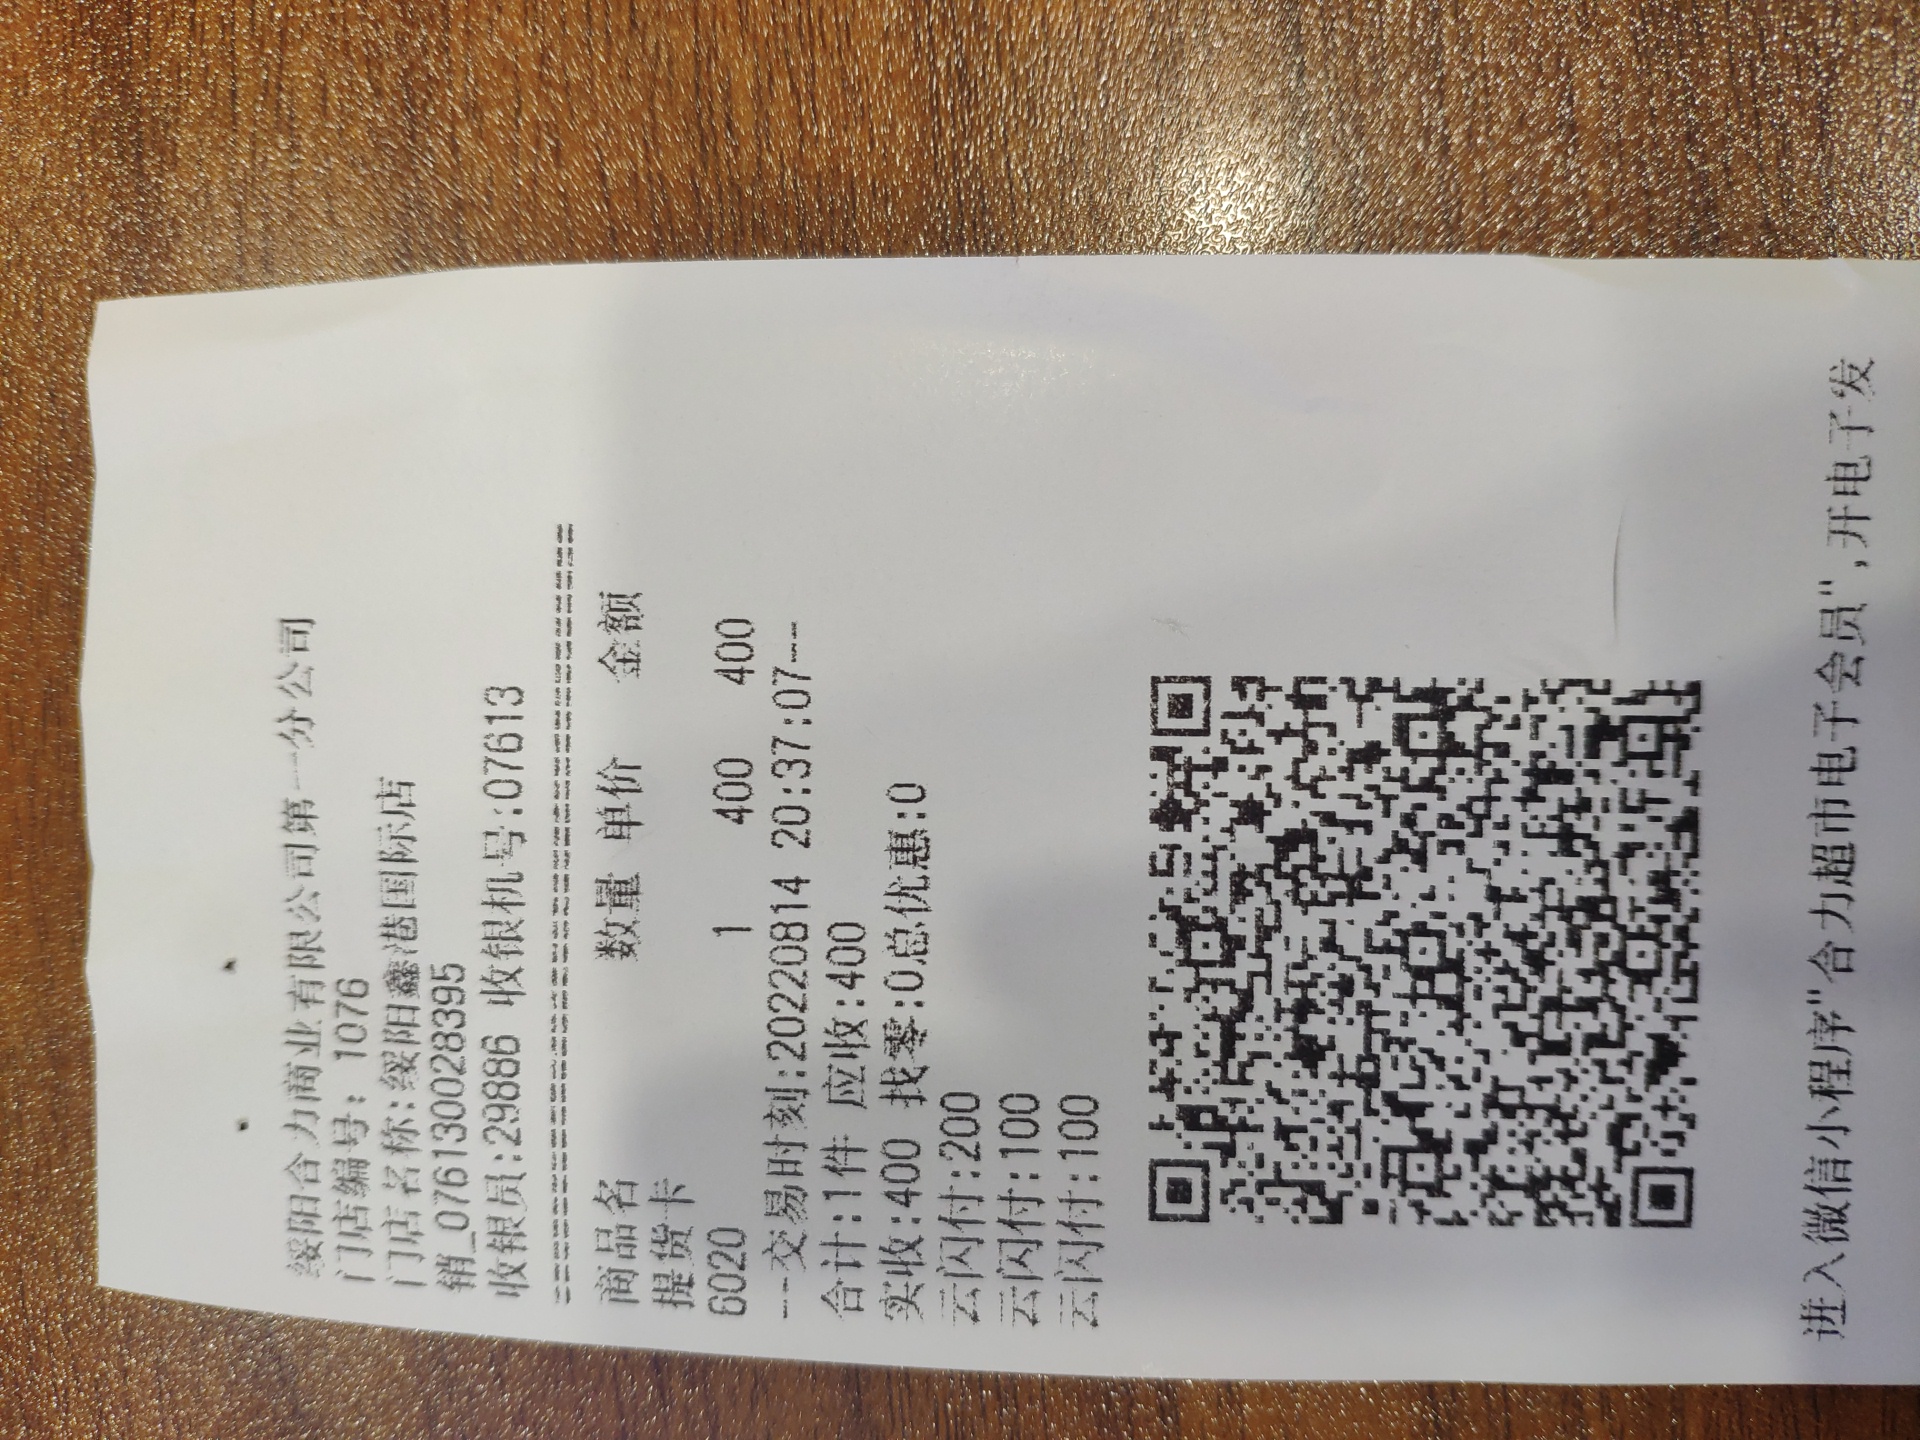 绥阳合力商业有限公司第一分公司
门店编号: 1076
门店名称:绥阳鑫港国际店
销_0761300283395
收银员:29886 收银机号:07613
==========================================
商品名 数量 单价 金额
提货卡
6020 1 400 400
---交易时刻:20220814 20:37:07---
合计:1件 应收:400
实收:400 找零:0总优惠:0
云闪付:200
云闪付:100
云闪付:100
进入微信小程序"合力超市电子会员",开电子发